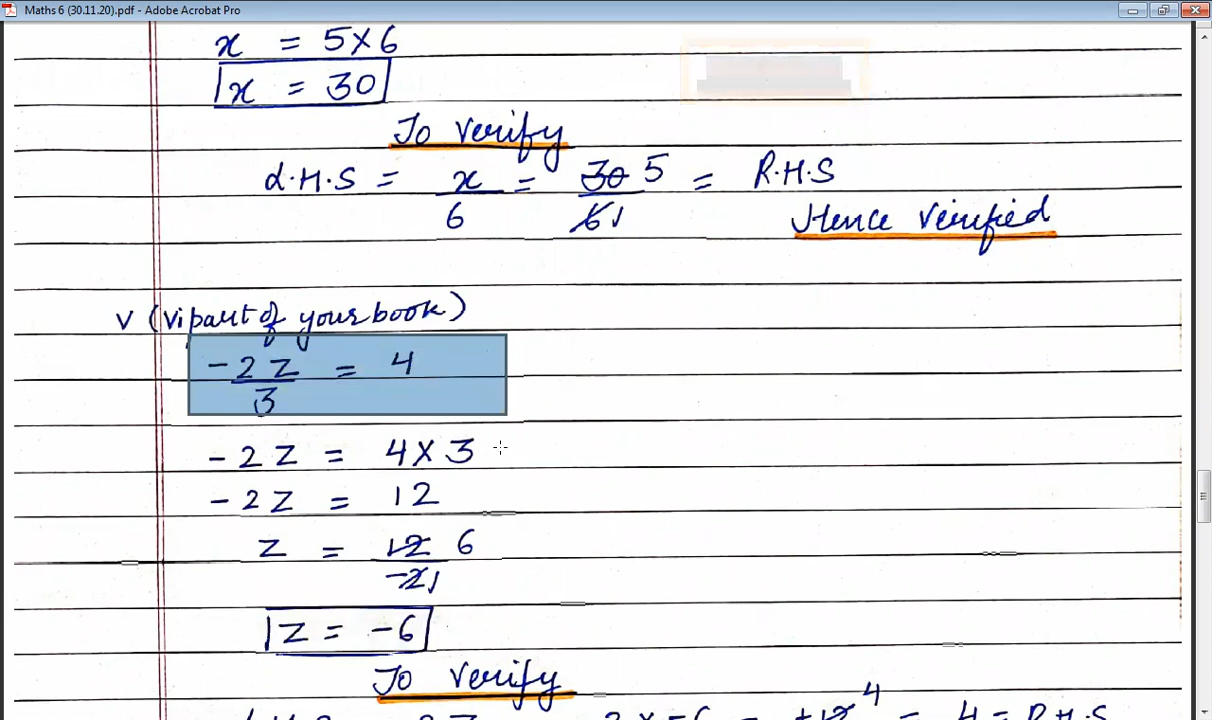 Maths 6 (30.11.20).pdf - Adobe Acrobat Pro
x = 5×6
x = 30
To verify
L.H.S = x/6 = 30/6 5/1 = R.H.S
Hence Verified
V (vi part of your book)
-2z/3 = 4
-2z = 4×3
-2z = 12
z = 12/-2 6/1
z = -6
To verify